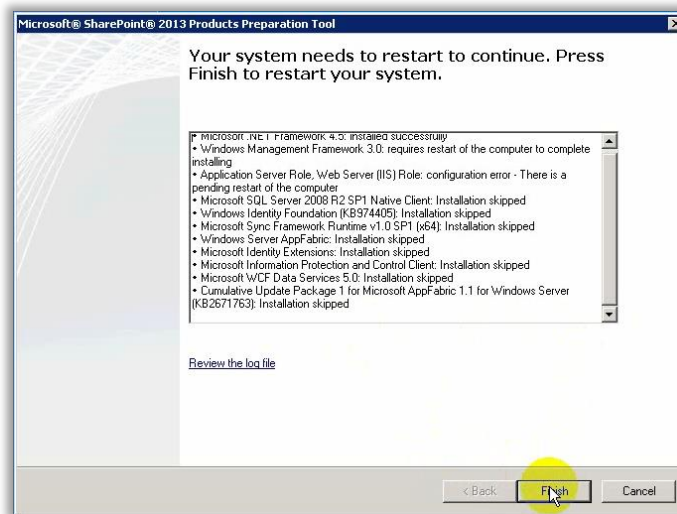 Microsoft® SharePoint® 2013 Products Preparation Tool
Your system needs to restart to continue. Press
Finish to restart your system.
• Microsoft .NET Framework 4.5: installed successfully
• Windows Management Framework 3.0: requires restart of the computer to complete
installing
• Application Server Role, Web Server (IIS) Role: configuration error - There is a
pending restart of the computer
• Microsoft SQL Server 2008 R2 SP1 Native Client: Installation skipped
• Windows Identity Foundation (KB974405): Installation skipped
• Microsoft Sync Framework Runtime v1.0 SP1 (x64): Installation skipped
• Windows Server AppFabric: Installation skipped
• Microsoft Identity Extensions: Installation skipped
• Microsoft Information Protection and Control Client: Installation skipped
• Microsoft WCF Data Services 5.0: Installation skipped
• Cumulative Update Package 1 for Microsoft AppFabric 1.1 for Windows Server
(KB2671763): Installation skipped
Review the log file
< Back
Finish
Cancel